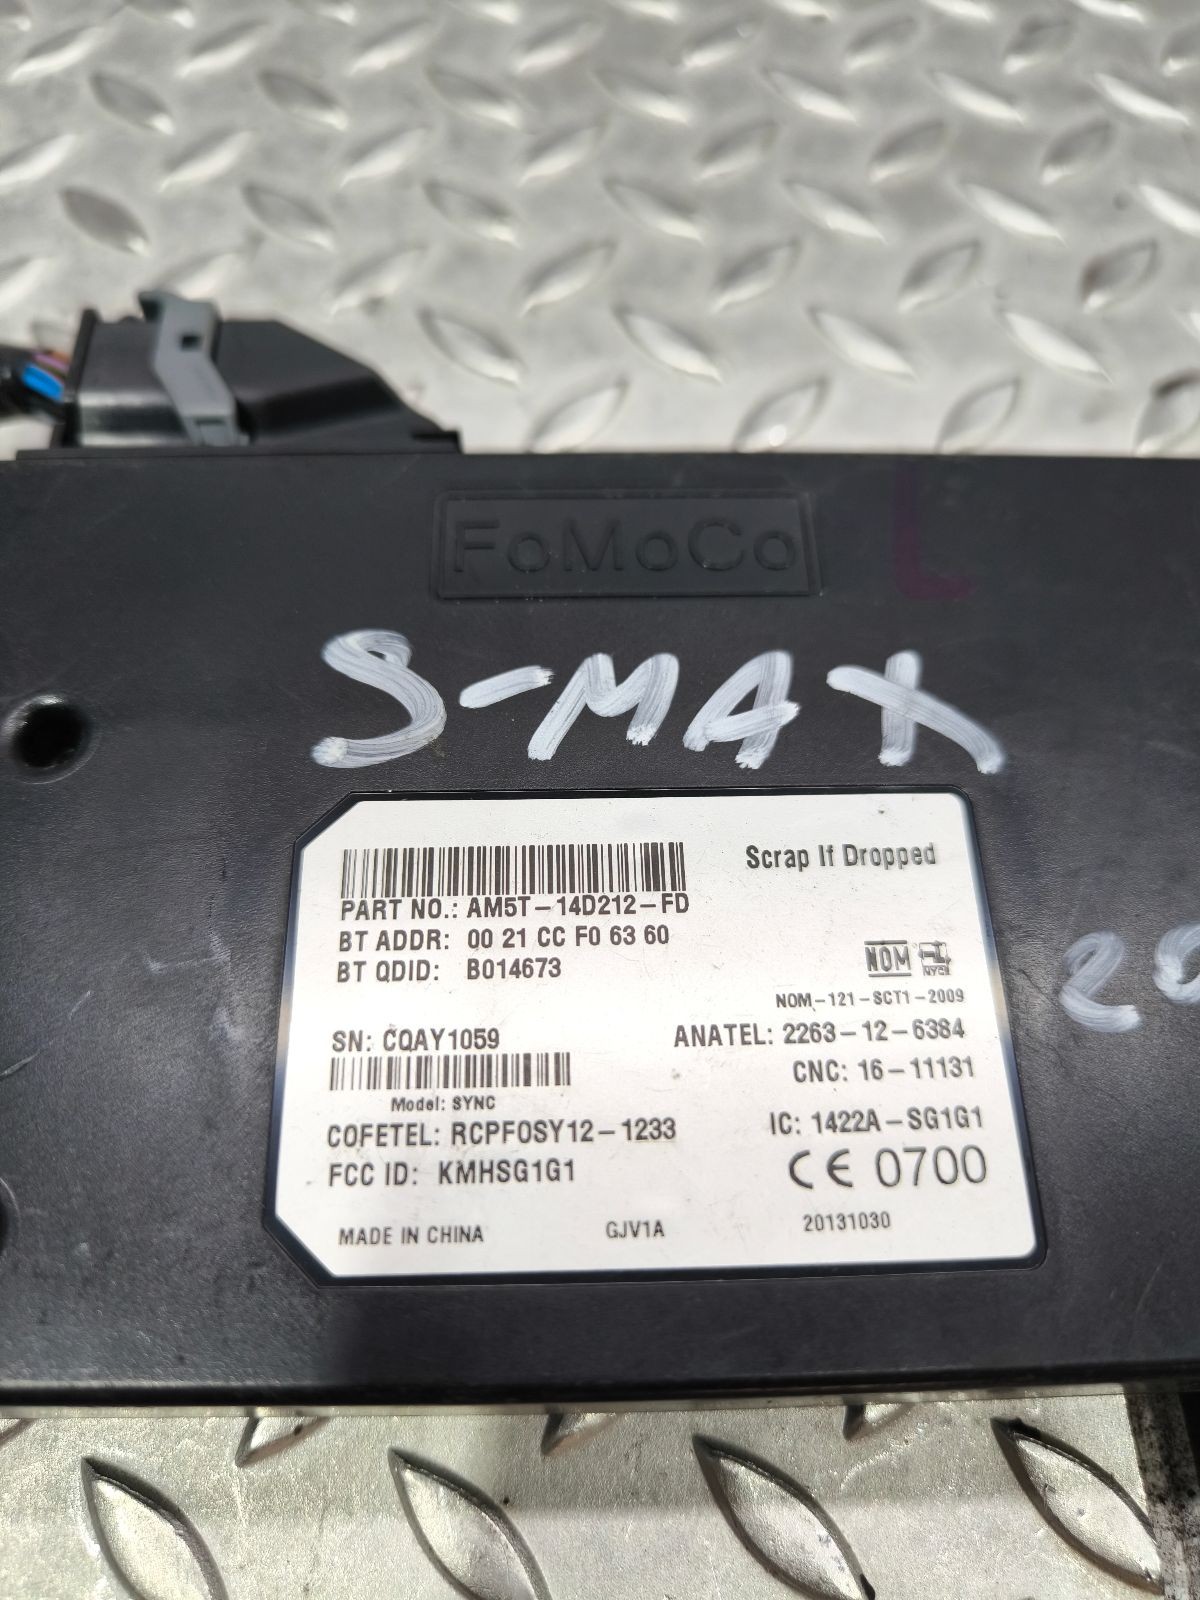 FoMoCo
S-MAX
Scrap If Dropped
PART NO.: AM5T-14D212-FD
BT ADDR: 00 21 CC F0 63 60
BT QDID: B014673
NOM NYCE
NOM-121-SCT1-2009
SN: CQAY1059
ANATEL: 2263-12-6384
CNC: 16-11131
Model: SYNC
COFETEL: RCPFOSY12-1233
IC: 1422A-SG1G1
FCC ID: KMHSG1G1
CE 0700
MADE IN CHINA GJV1A 20131030